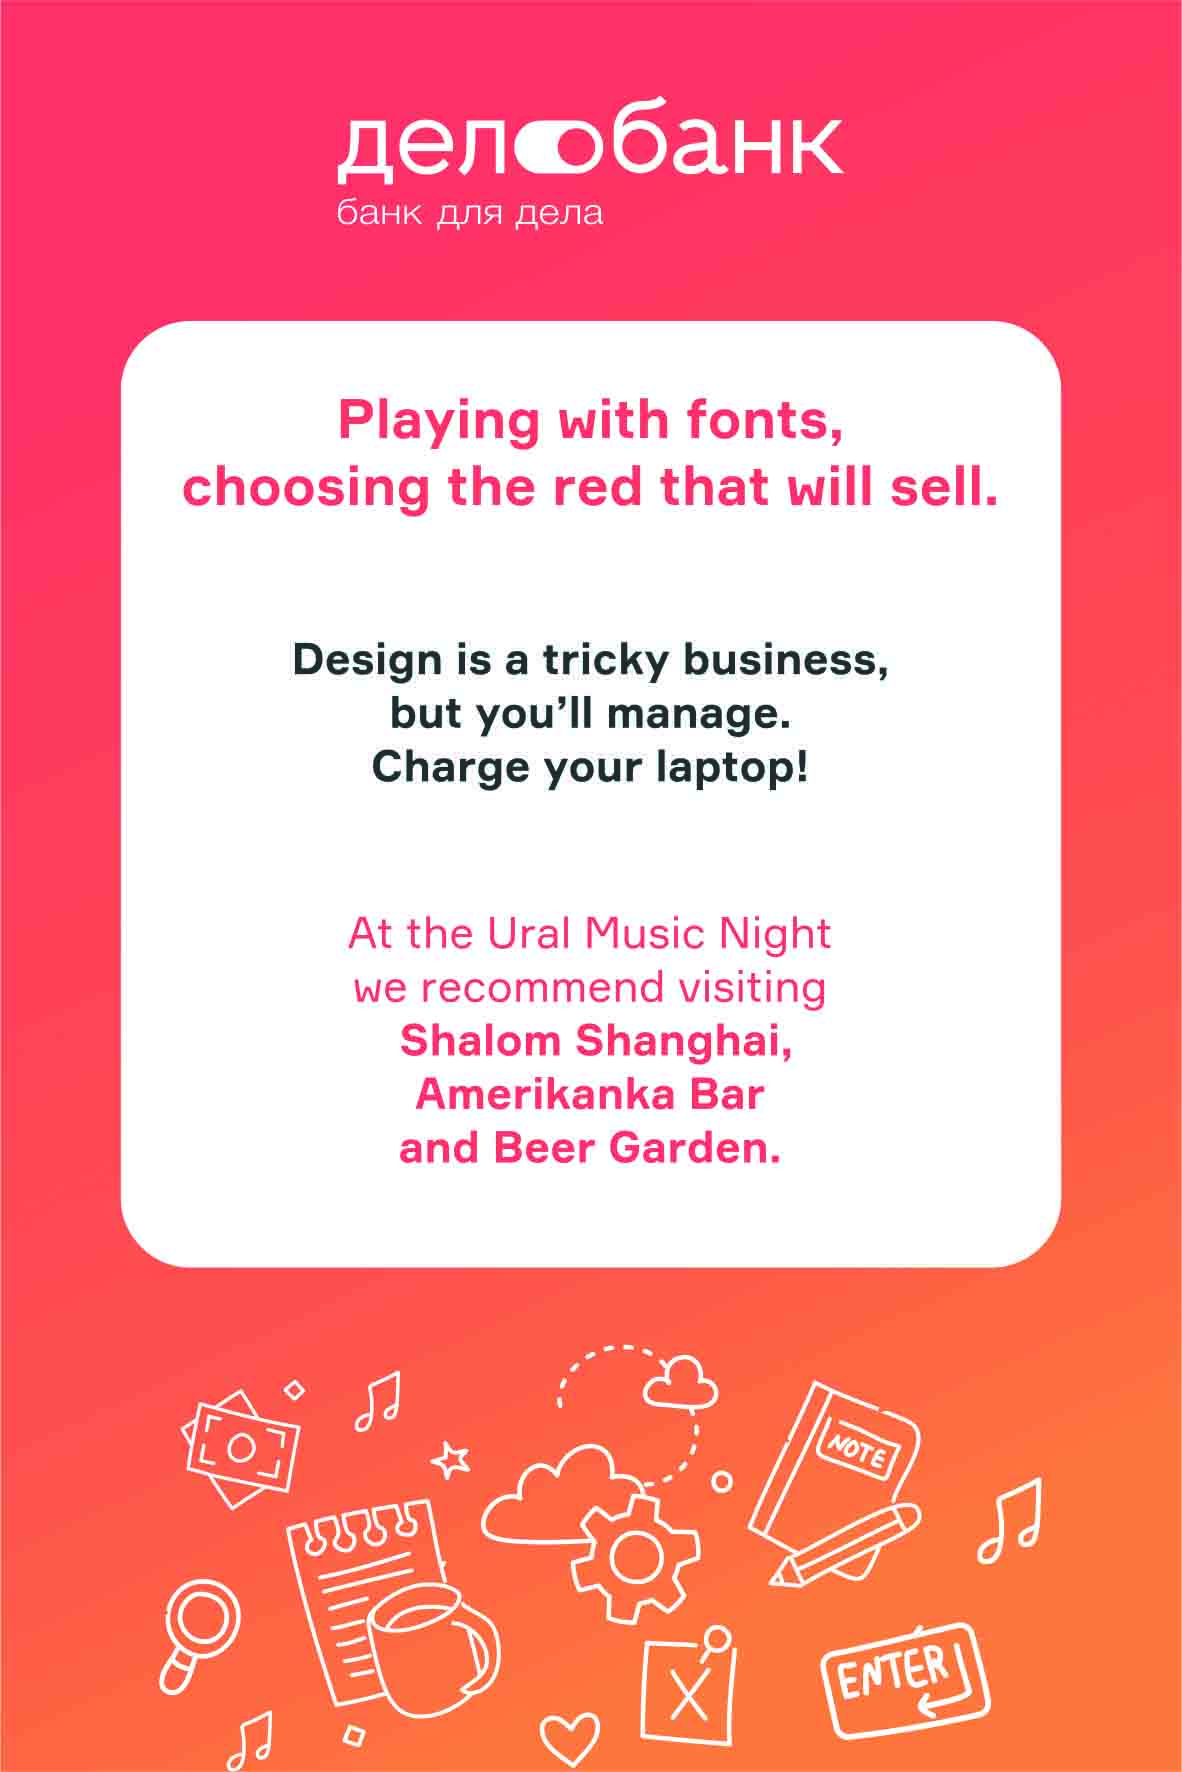 делобанк
банк для дела
Playing with fonts,
choosing the red that will sell.
Design is a tricky business,
but you’ll manage.
Charge your laptop!
At the Ural Music Night
we recommend visiting
Shalom Shanghai,
Amerikanka Bar
and Beer Garden.
NOTE
X
ENTER